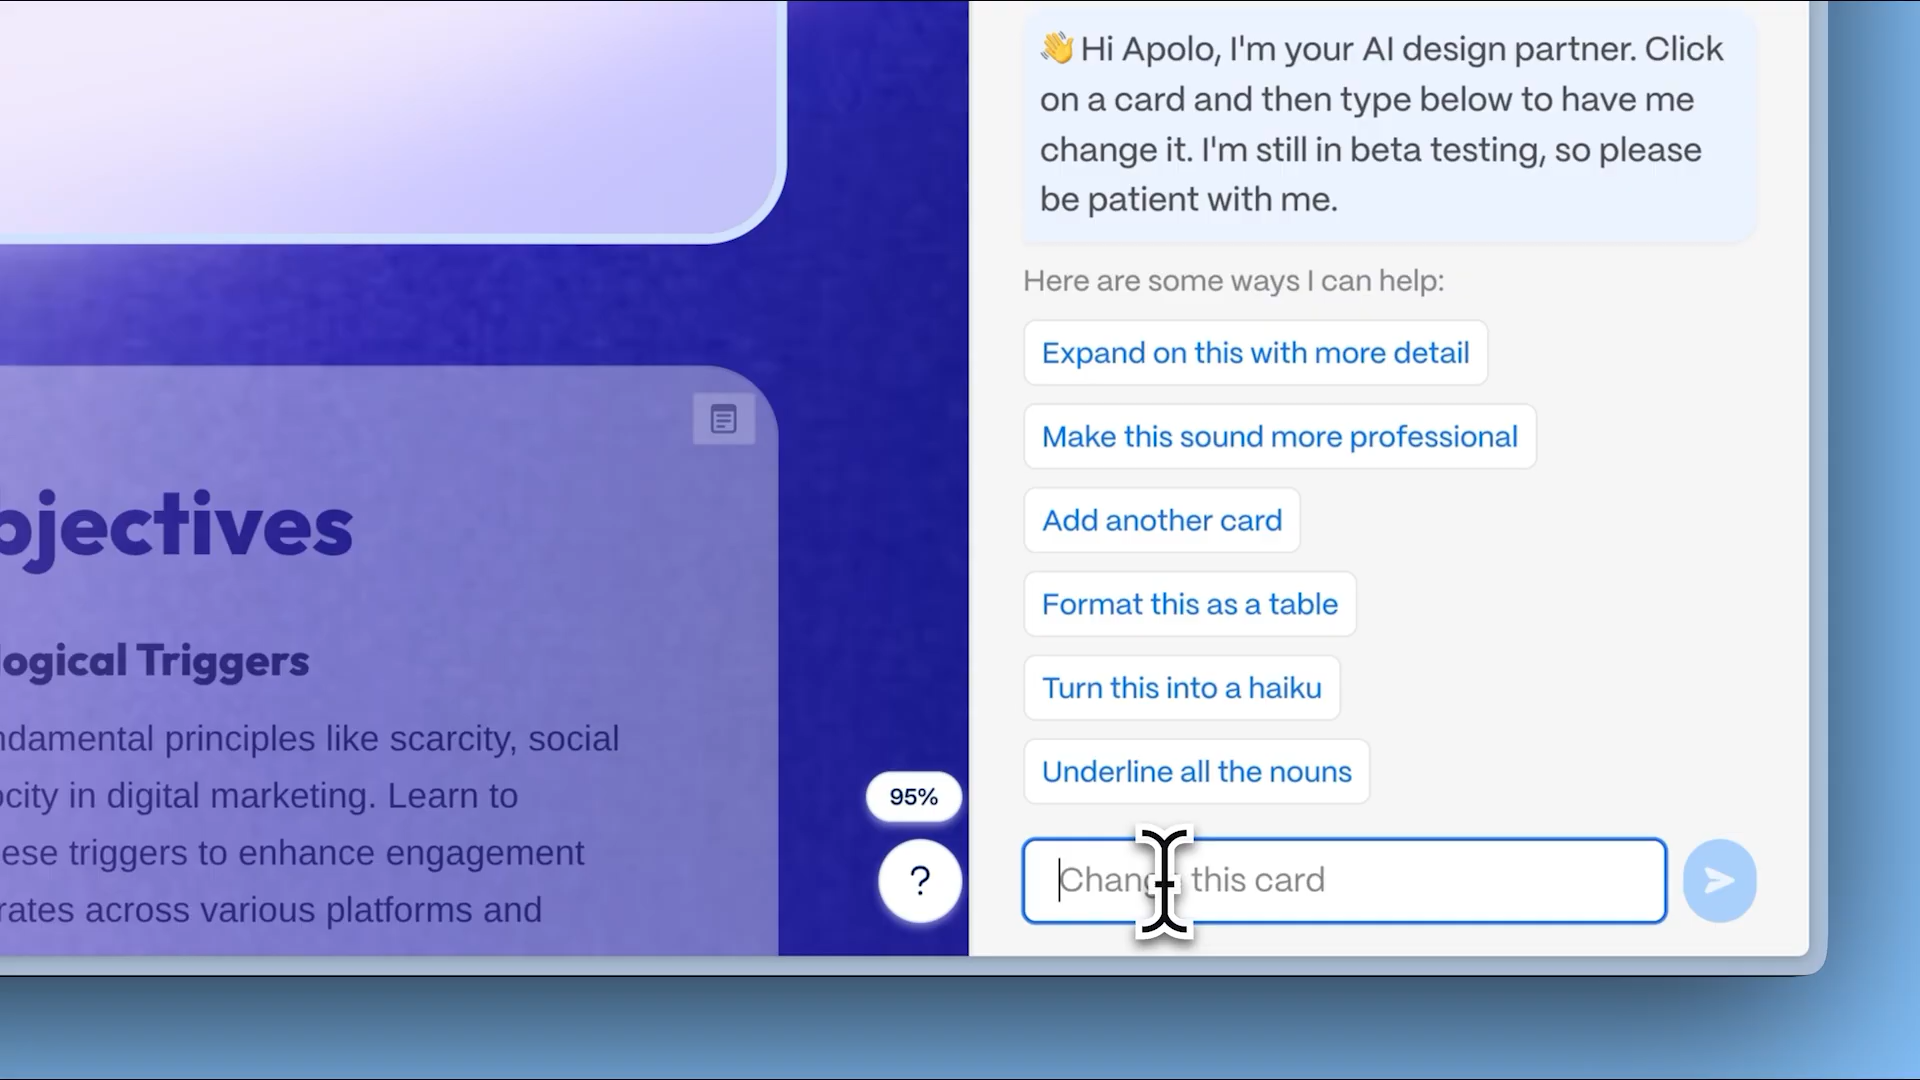 👋 Hi Apolo, I'm your AI design partner. Click
on a card and then type below to have me
change it. I'm still in beta testing, so please
be patient with me.
Here are some ways I can help:
Expand on this with more detail
Make this sound more professional
Add another card
Format this as a table
Turn this into a haiku
Underline all the nouns
this card
bjectives
logical Triggers
ndamental principles like scarcity, social
ocity in digital marketing. Learn to
ese triggers to enhance engagement
rates across various platforms and
95%
?